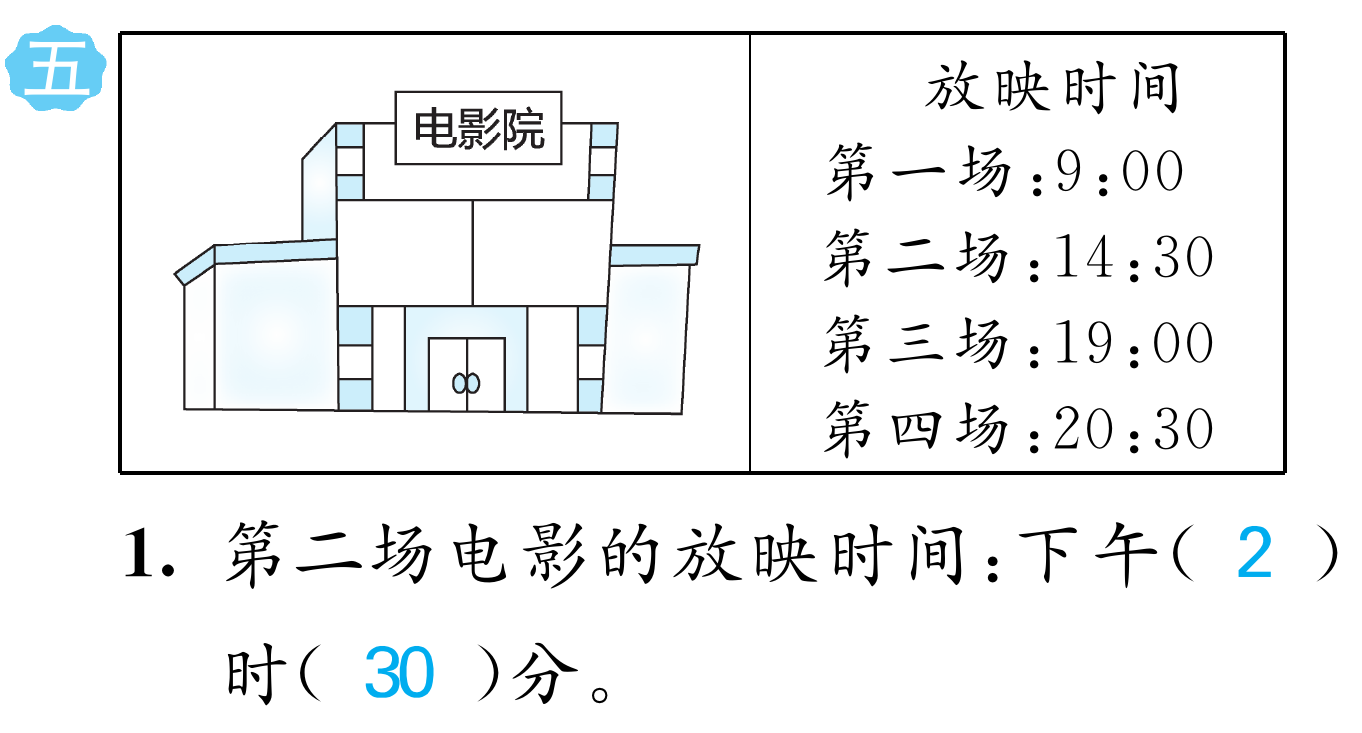 五
电影院
放映时间
第一场:9:00
第二场:14:30
第三场:19:00
第四场:20:30
1. 第二场电影的放映时间:下午( 2 )
时( 30 )分。